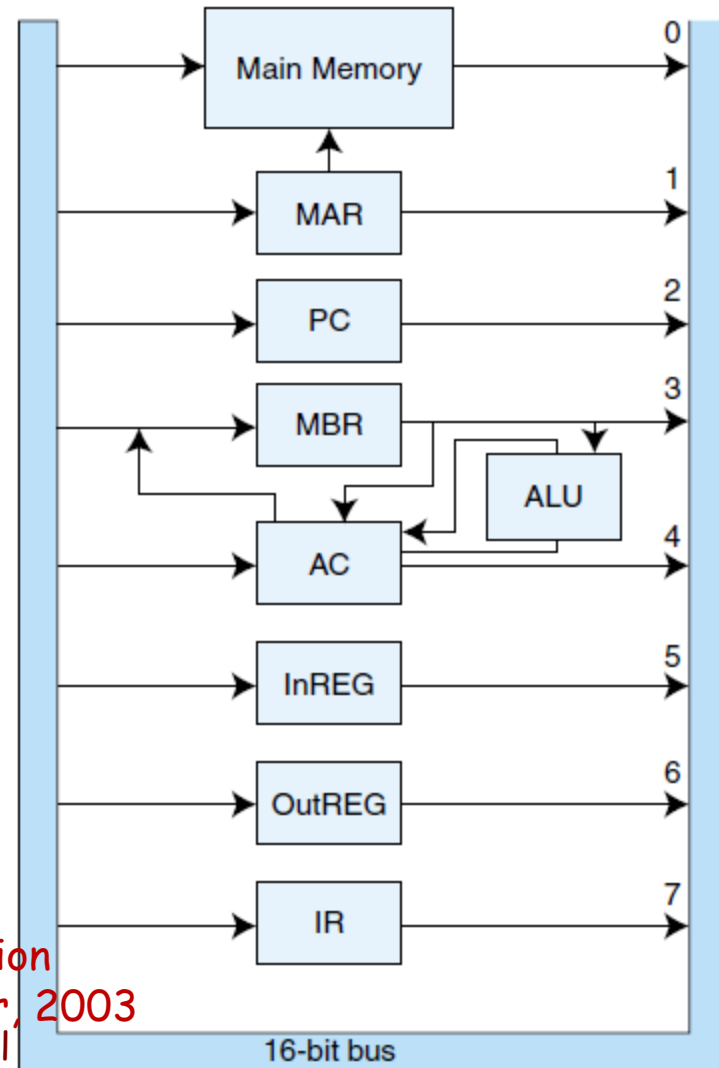 0
Main Memory
1
MAR
2
PC
3
MBR
ALU
4
AC
5
InREG
6
OutREG
7
IR
2003
16-bit bus